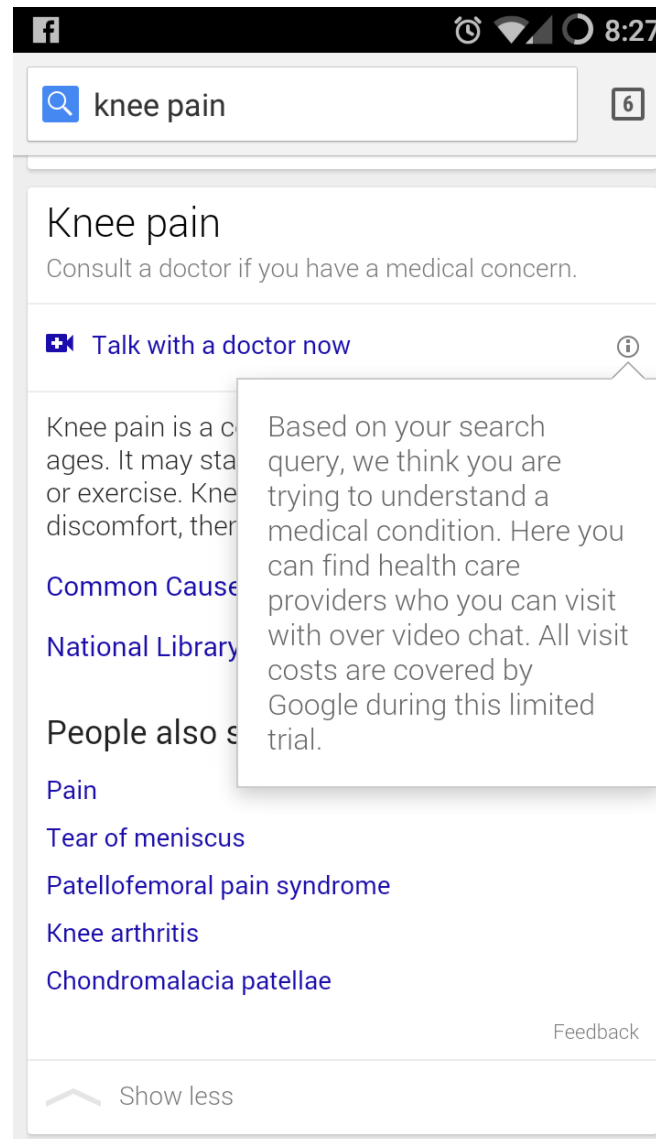 8:27
knee pain
6
Knee pain
Consult a doctor if you have a medical concern.
Talk with a doctor now
Knee pain is a c
ages. It may sta
or exercise. Kne
discomfort, ther
Common Cause
National Library
Based on your search
query, we think you are
trying to understand a
medical condition. Here you
can find health care
providers who you can visit
with over video chat. All visit
costs are covered by
Google during this limited
trial.
People also s
Pain
Tear of meniscus
Patellofemoral pain syndrome
Knee arthritis
Chondromalacia patellae
Feedback
Show less